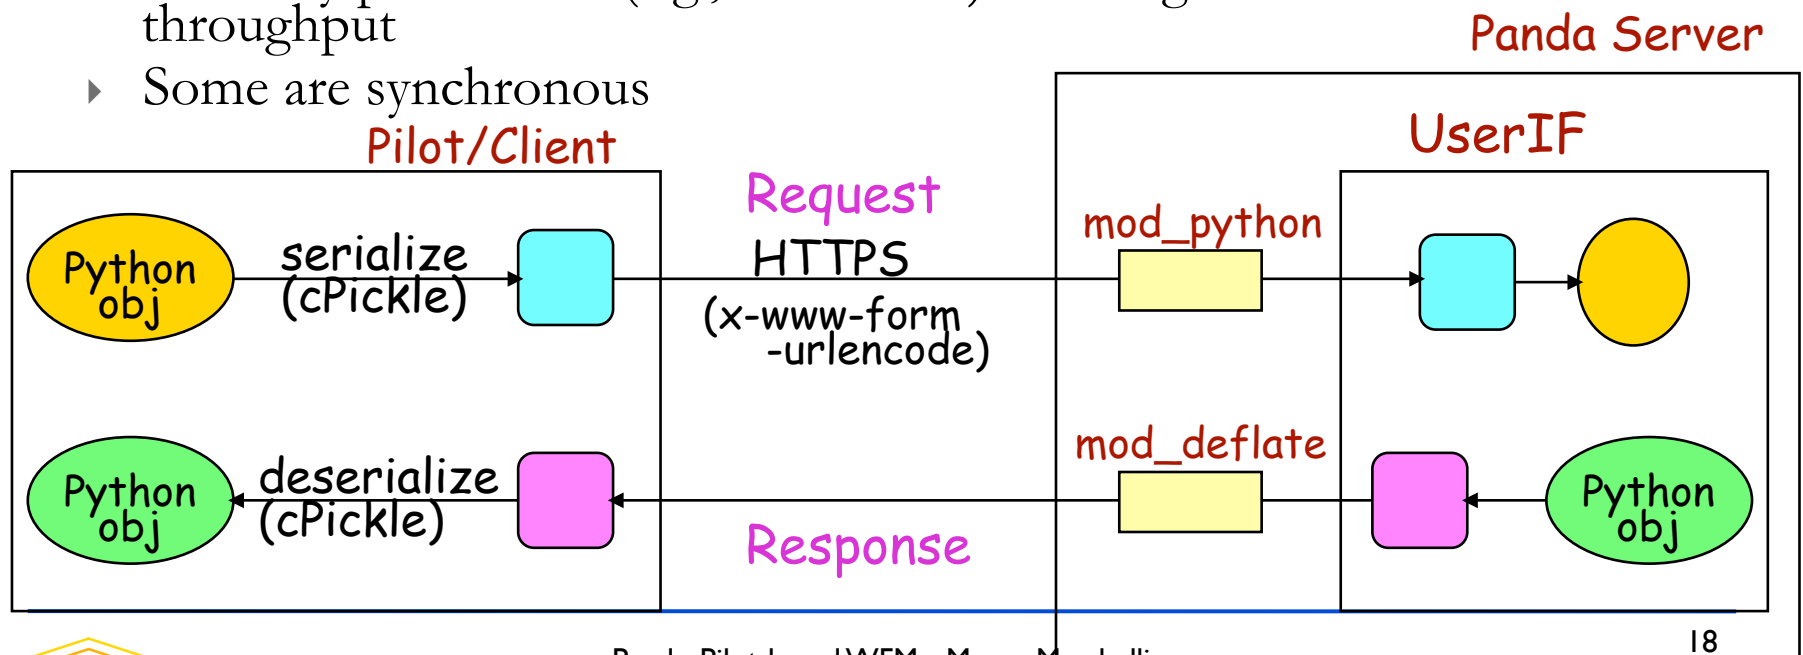 throughput
Some are synchronous
Panda Server
Pilot/Client
UserIF
Request
mod_python
Python
obj
serialize
(cPickle)
HTTPS
(x-www-form
-urlencode)
mod_deflate
Python
obj
deserialize
(cPickle)
Response
Python
obj
18